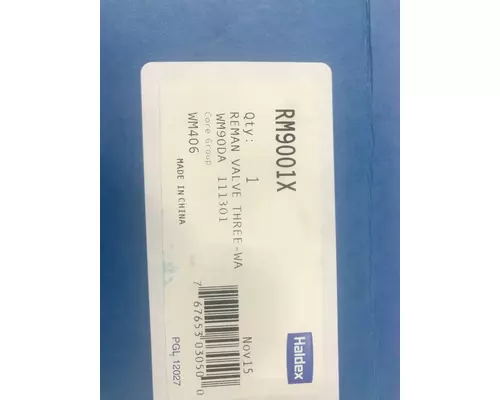 RM9001X
Qty: 1
REMAN VALVE THREE-WA
WM90DA 111301
Core Group
WM406
MADE IN CHINA
Nov15
7 67653 03050 0
PGL 12027
Haldex